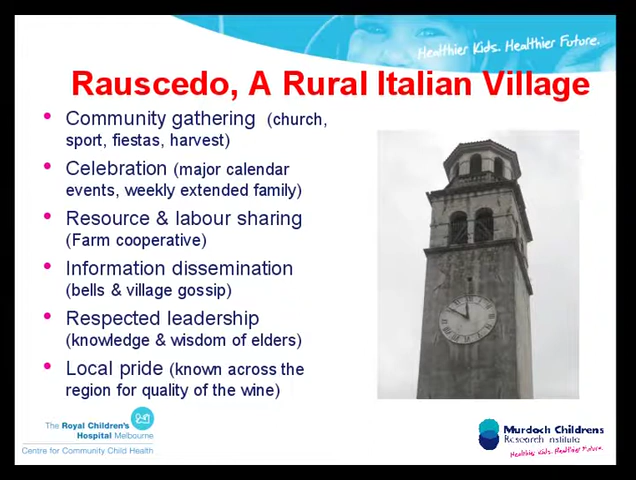 Healthier Kids. Healthier Future.
Rauscedo, A Rural Italian Village
• Community gathering (church,
sport, fiestas, harvest)
• Celebration (major calendar
events, weekly extended family)
• Resource & labour sharing
(Farm cooperative)
• Information dissemination
(bells & village gossip)
• Respected leadership
(knowledge & wisdom of elders)
• Local pride (known across the
region for quality of the wine)
The Royal Children's
Hospital Melbourne
Centre for Community Child Health
Murdoch Childrens
Research Institute
Healthier Kids. Healthier Future.